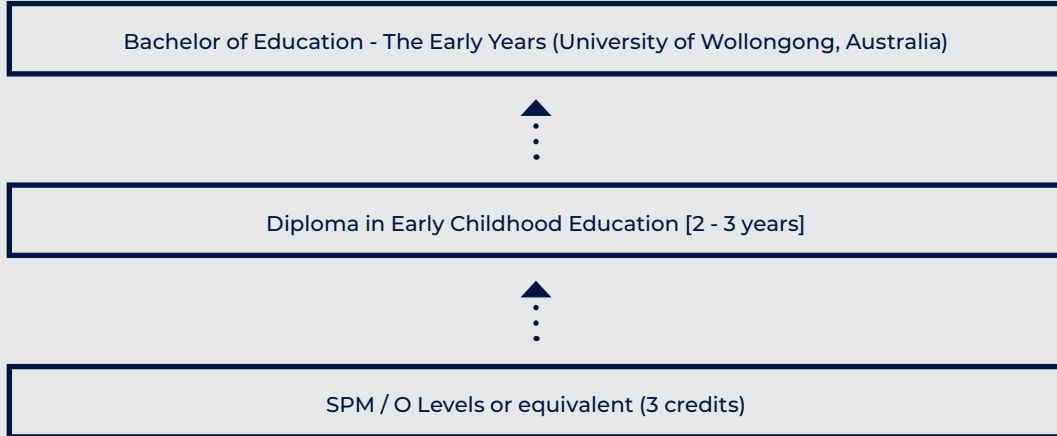 Bachelor of Education - The Early Years (University of Wollongong, Australia)
Diploma in Early Childhood Education [2 - 3 years]
SPM / O Levels or equivalent (3 credits)